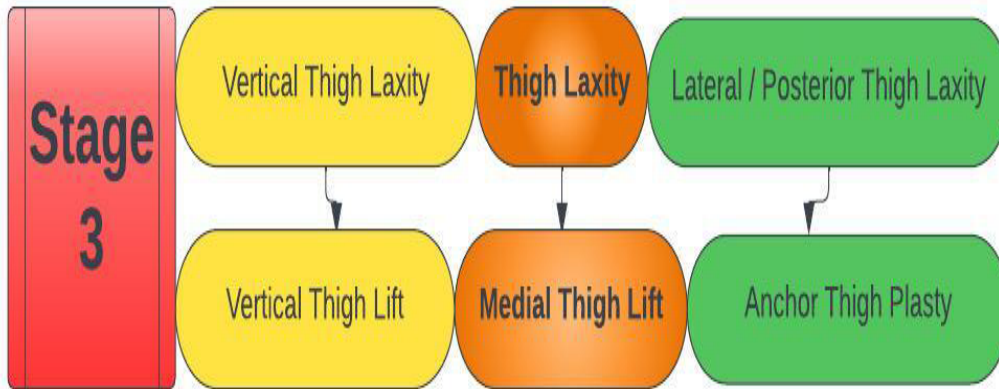 Stage
3
Vertical Thigh Laxity
Thigh Laxity
Lateral / Posterior Thigh Laxity
Vertical Thigh Lift
Medial Thigh Lift
Anchor Thigh Plasty